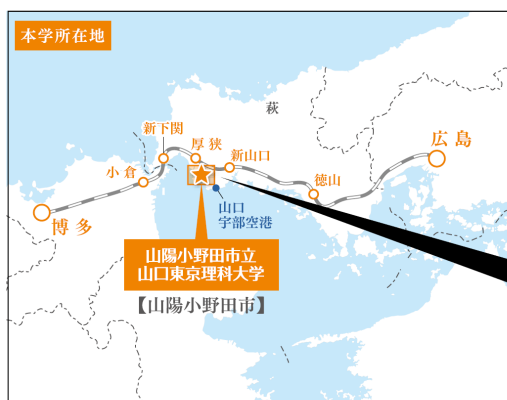 本学所在地
萩
新下関
厚狭
広島
新山口
小倉
徳山
博多
山口
宇部空港
山陽小野田市立
山口東京理科大学
【山陽小野田市】